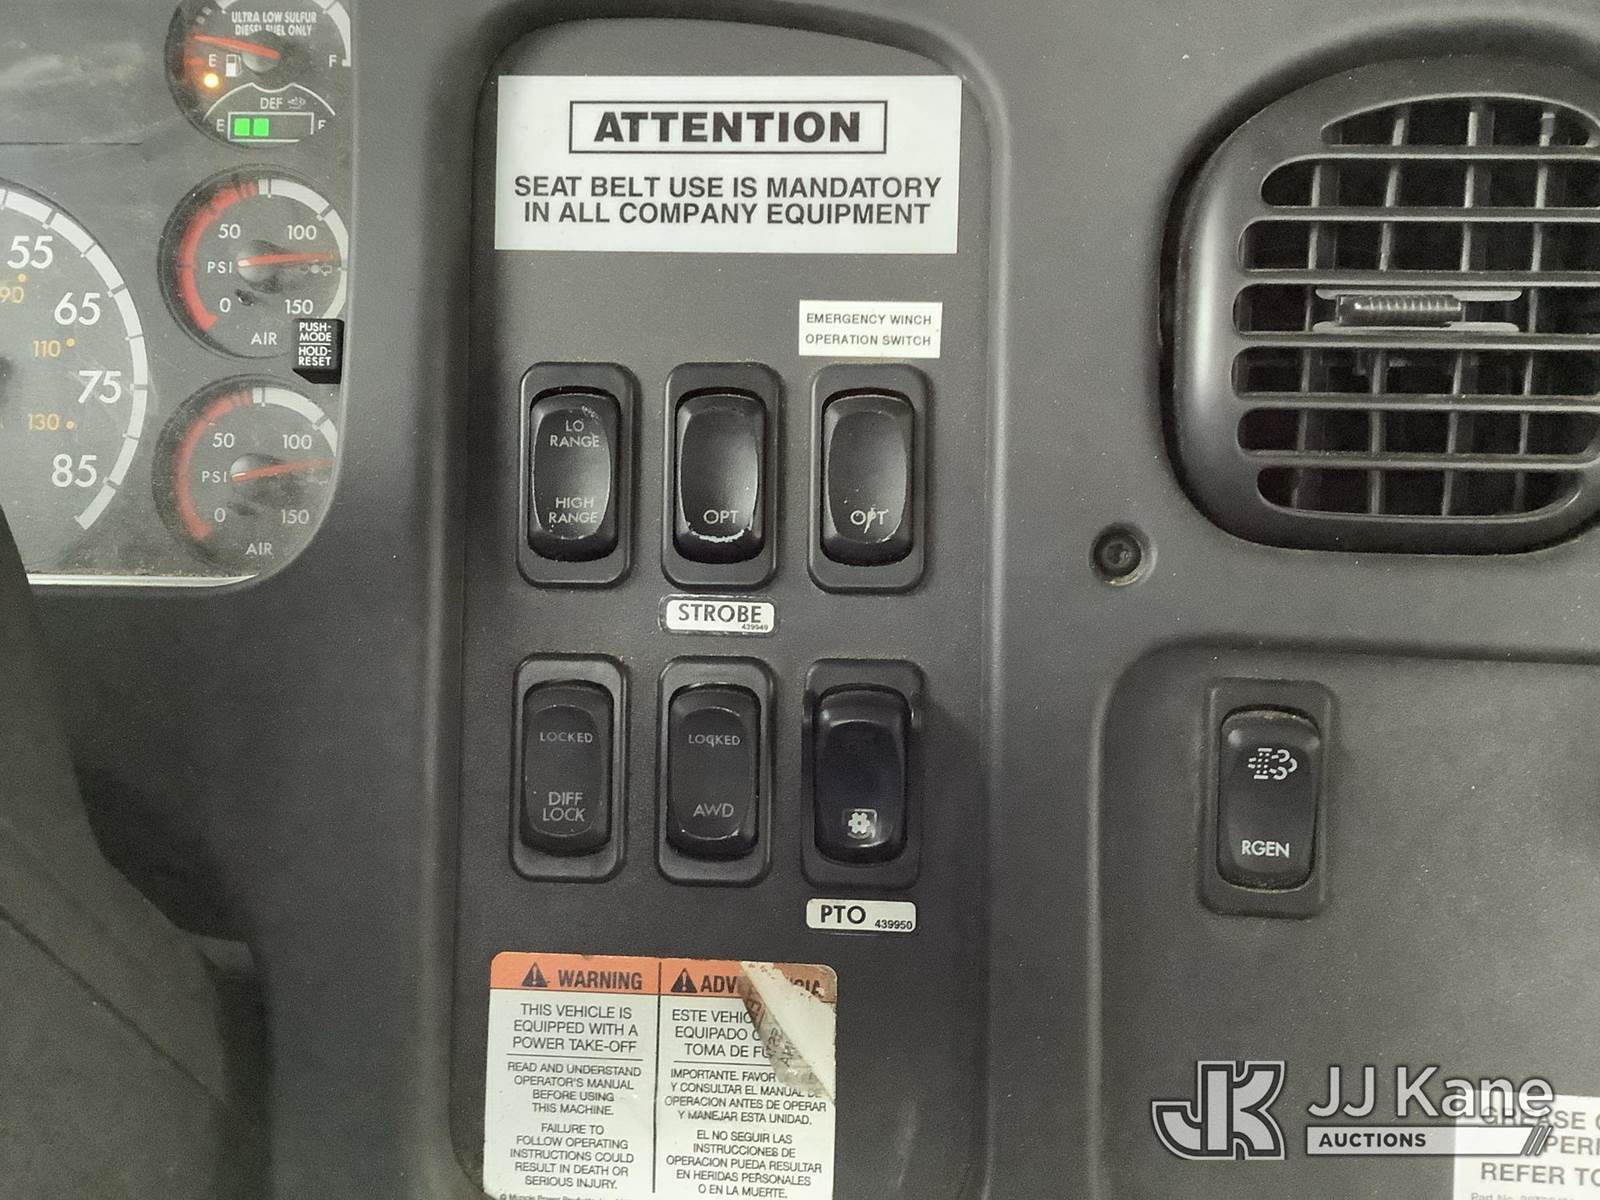 ULTRA LOW SULFUR
DIESEL FUEL ONLY
E F
DEF
E F
50 100
PSI
0 150
AIR
PUSH-
MODE
HOLD-
RESET
50 100
PSI
0 150
AIR
55
90
65
110
75
130
85
ATTENTION
SEAT BELT USE IS MANDATORY
IN ALL COMPANY EQUIPMENT
EMERGENCY WINCH
OPERATION SWITCH
LO
RANGE
HIGH
RANGE
OPT
OPT
STROBE
439949
LOCKED
DIFF
LOCK
LOCKED
AWD
PTO 439950
RGEN
WARNING
THIS VEHICLE IS
EQUIPPED WITH A
POWER TAKE-OFF
READ AND UNDERSTAND
OPERATOR'S MANUAL
BEFORE USING
THIS MACHINE.
FAILURE TO
FOLLOW OPERATING
INSTRUCTIONS COULD
RESULT IN DEATH OR
SERIOUS INJURY.
ESTE
EQUIPADO
TOMA DE
IMPORTANTE. FAVOR
Y CONSULTAR EL MANUAL DE
OPERACION ANTES DE OPERAR
Y MANEJAR ESTA UNIDAD.
EL NO SEGUIR LAS
INSTRUCCIONES DE
OPERACION PUEDA RESULTAR
EN HERIDAS PERSONALES
O EN LA MUERTE.
JK JJ Kane
AUCTIONS
GREASE
REFER TO